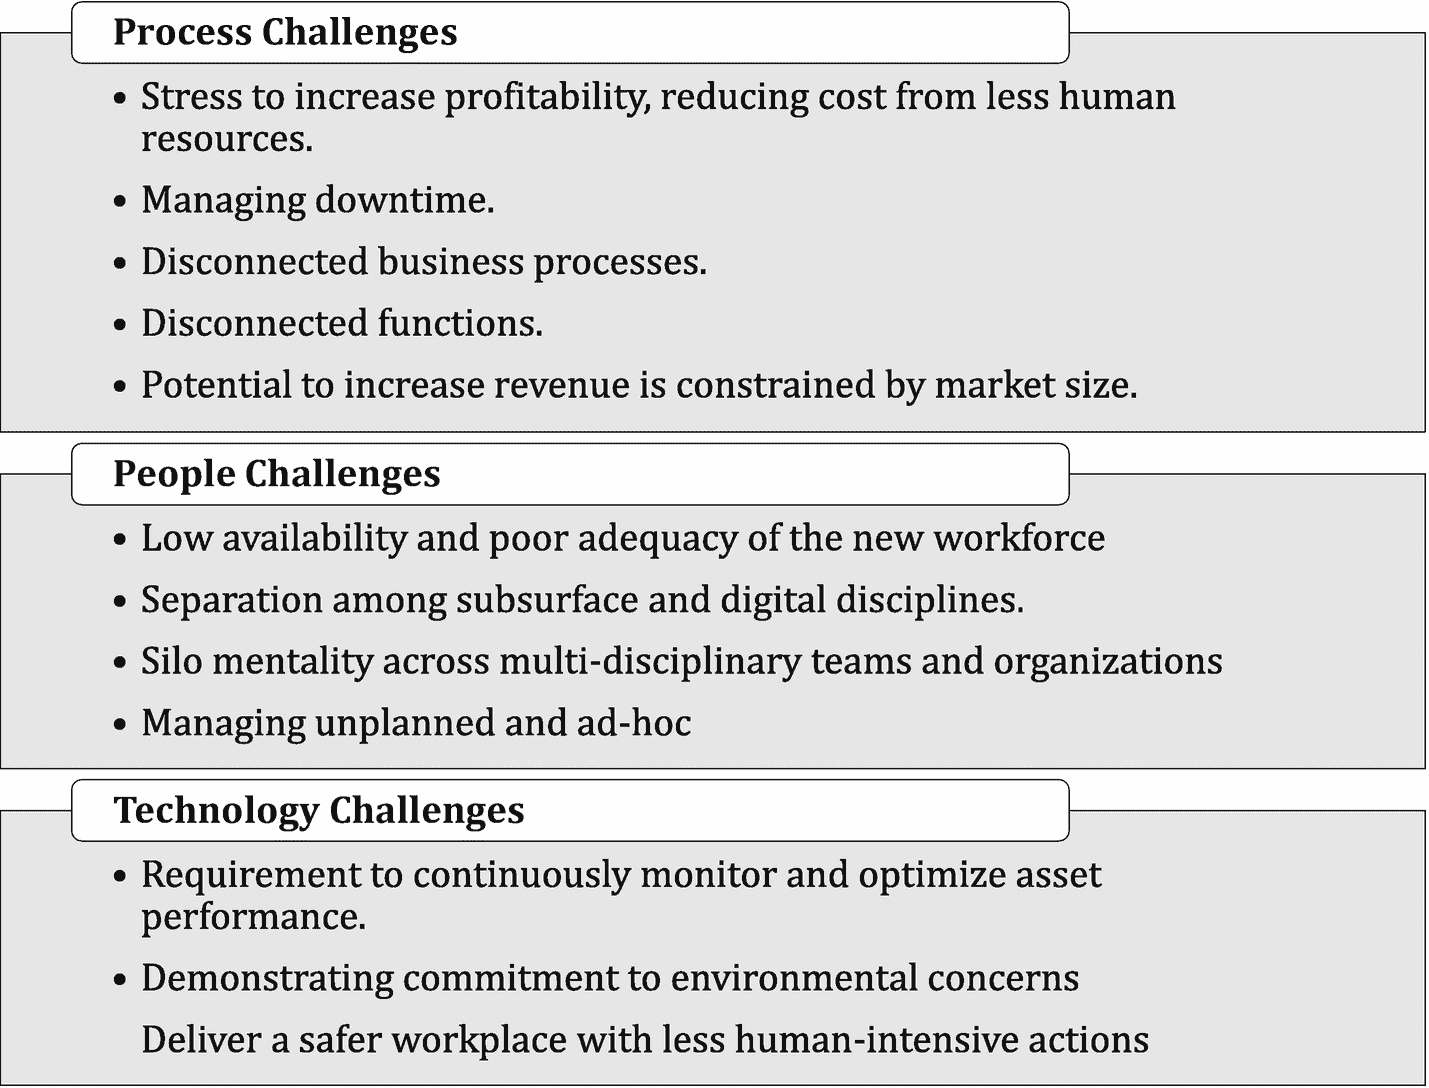 Process Challenges
• Stress to increase profitability, reducing cost from less human
resources.
• Managing downtime.
• Disconnected business processes.
• Disconnected functions.
• Potential to increase revenue is constrained by market size.
People Challenges
• Low availability and poor adequacy of the new workforce
• Separation among subsurface and digital disciplines.
• Silo mentality across multi-disciplinary teams and organizations
• Managing unplanned and ad-hoc
Technology Challenges
• Requirement to continuously monitor and optimize asset
performance.
• Demonstrating commitment to environmental concerns
Deliver a safer workplace with less human-intensive actions